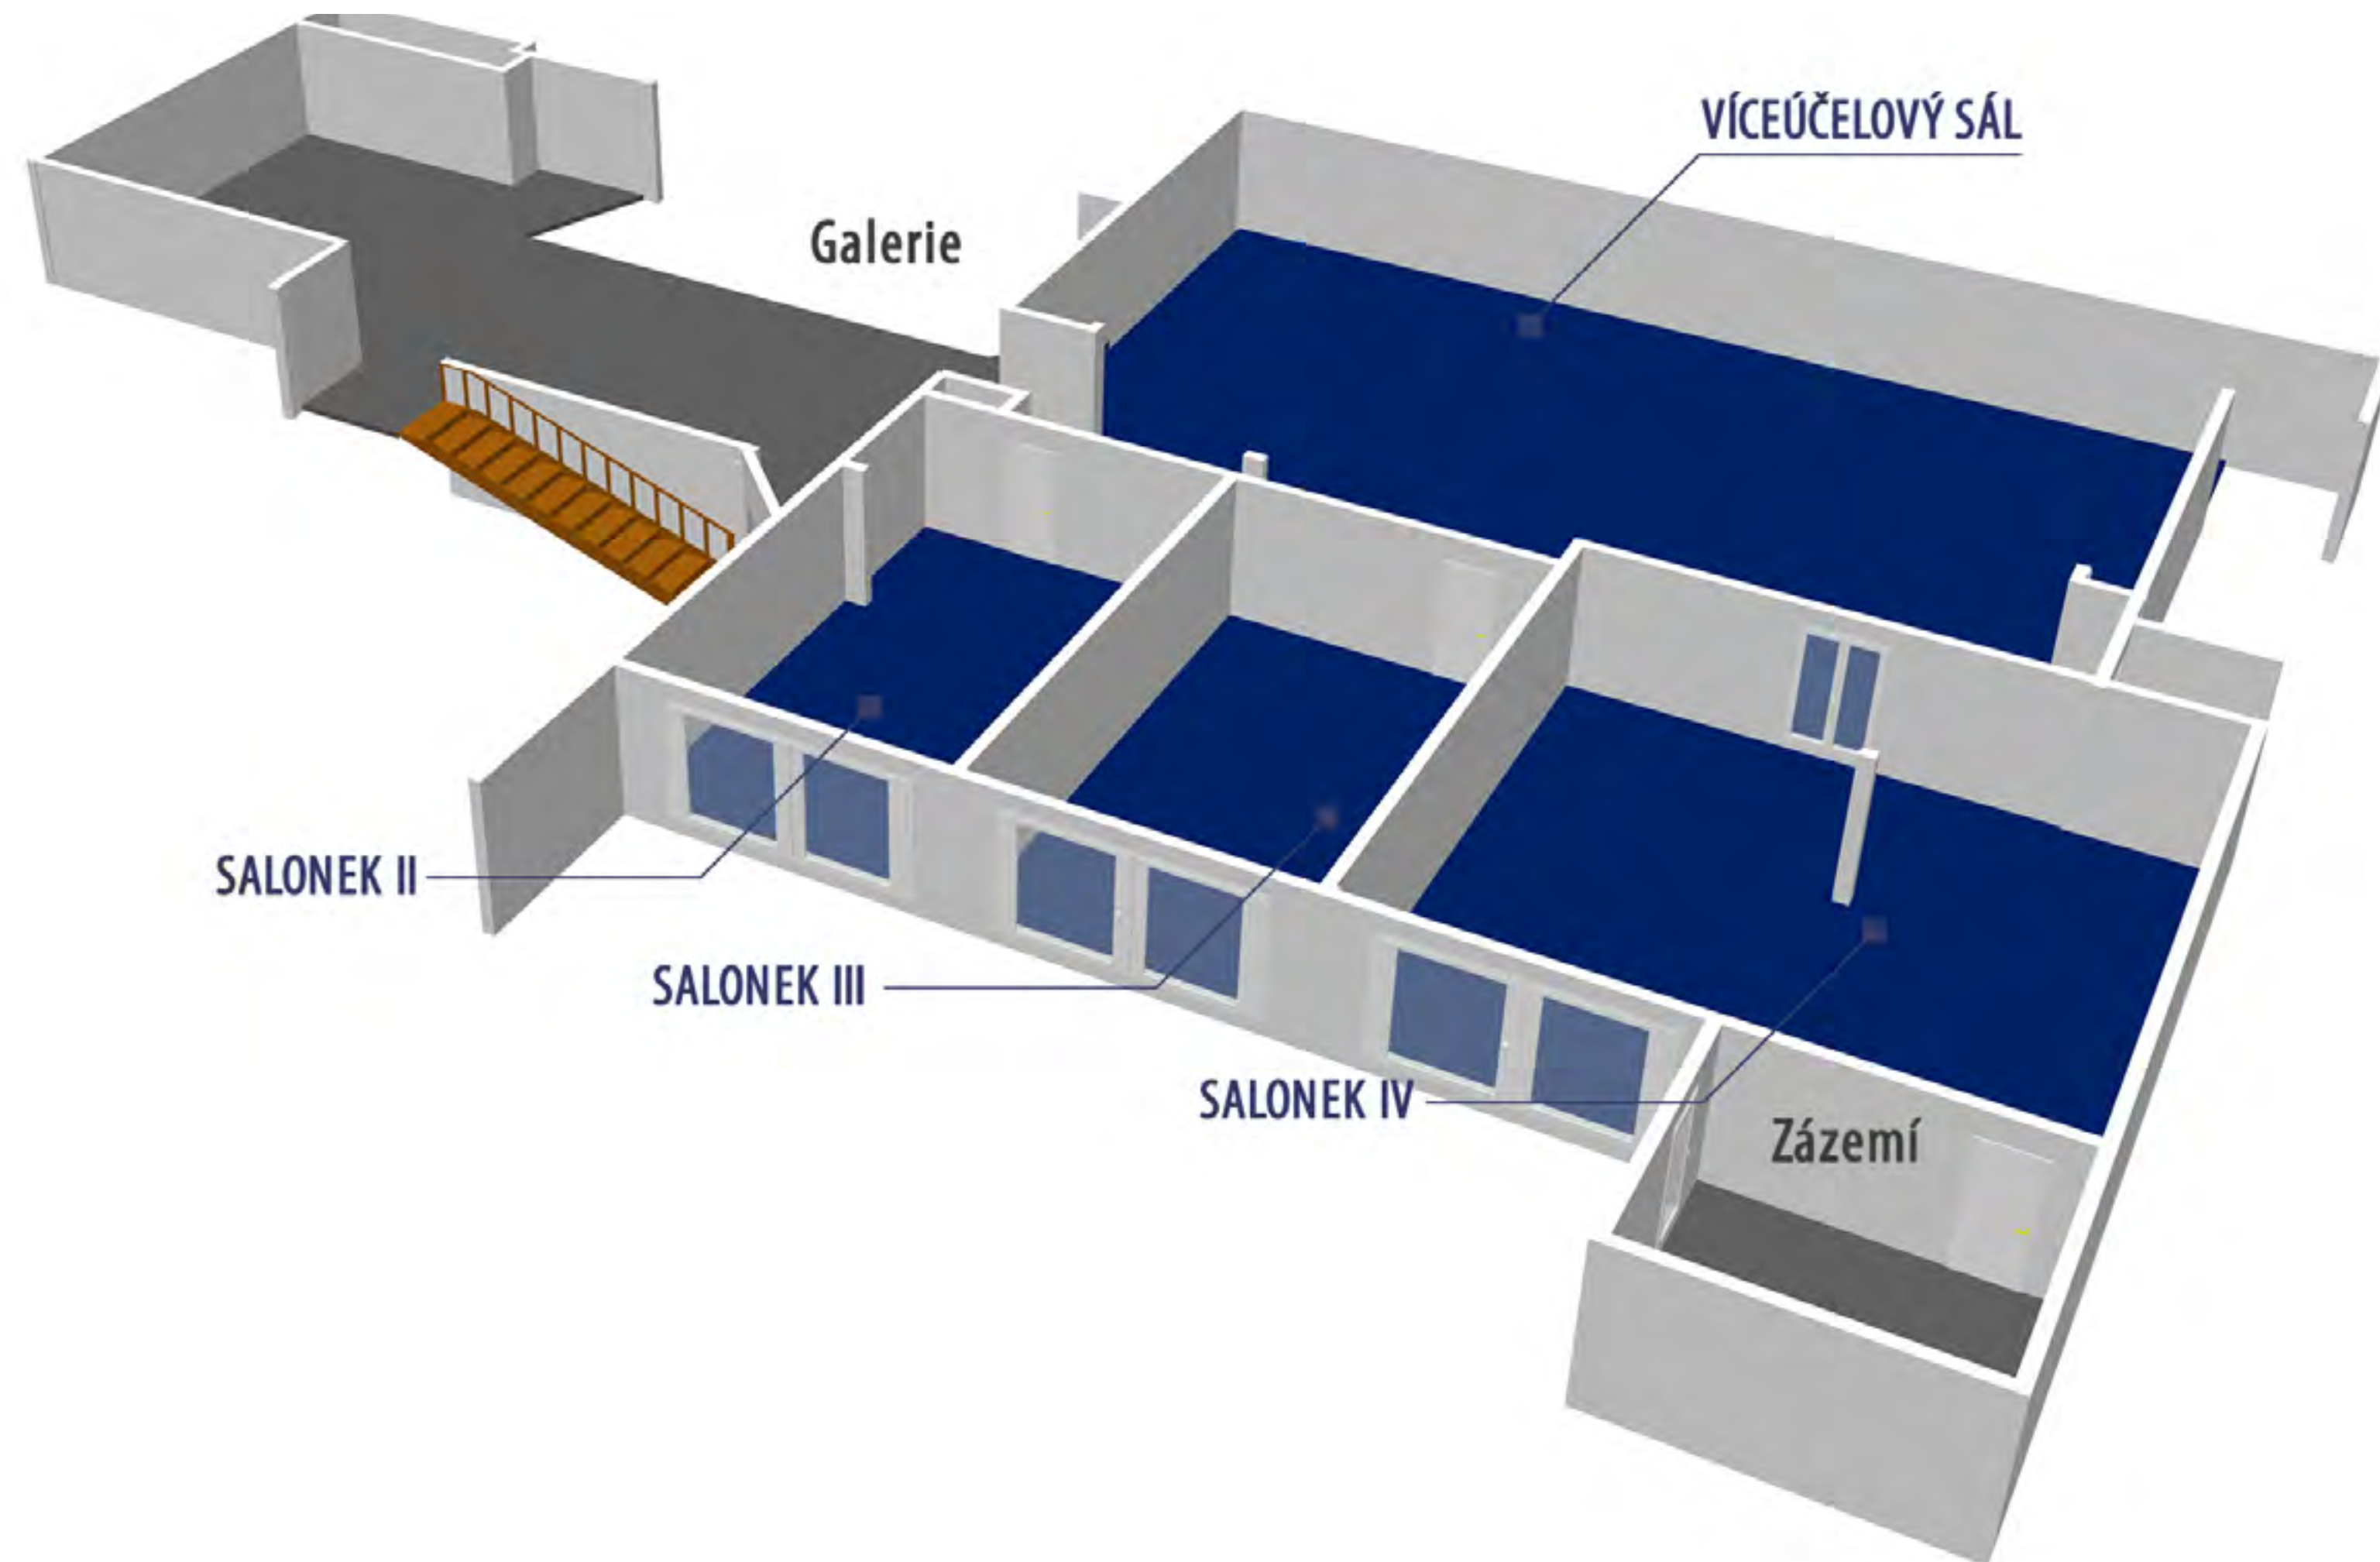 VÍCEÚČELOVÝ SÁL
Galerie
SALONEK II
SALONEK III
SALONEK IV
Zázemí